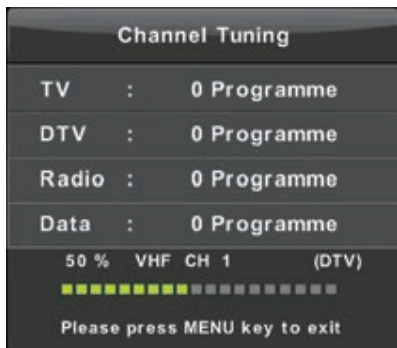 Channel Tuning
TV : 0 Programme
DTV : 0 Programme
Radio : 0 Programme
Data : 0 Programme
50 % VHF CH 1 (DTV)
Please press MENU key to exit